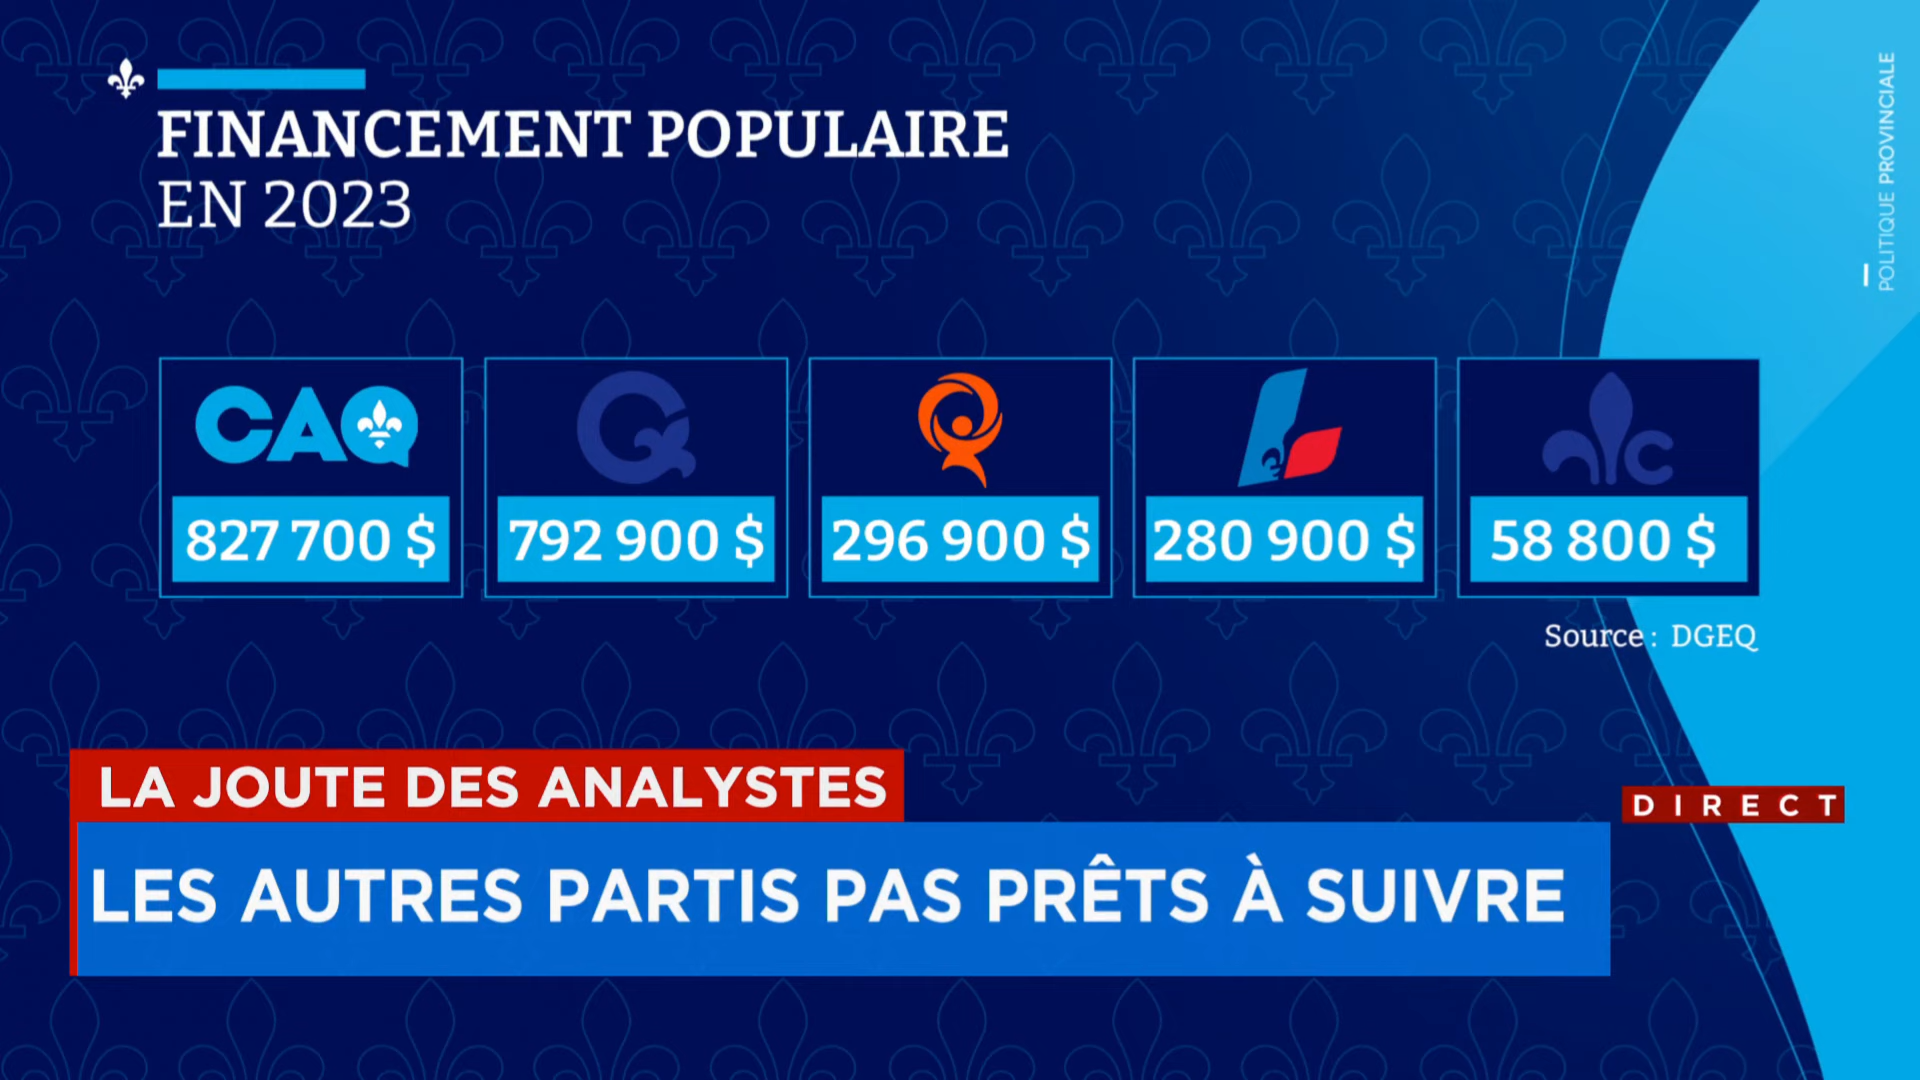 FINANCEMENT POPULAIRE
EN 2023
POLITIQUE PROVINCIALE
CAQ
827 700 $
792 900 $
296 900 $
280 900 $
58 800 $
Source : DGEQ
LA JOUTE DES ANALYSTES
DIRECT
LES AUTRES PARTIS PAS PRÊTS À SUIVRE